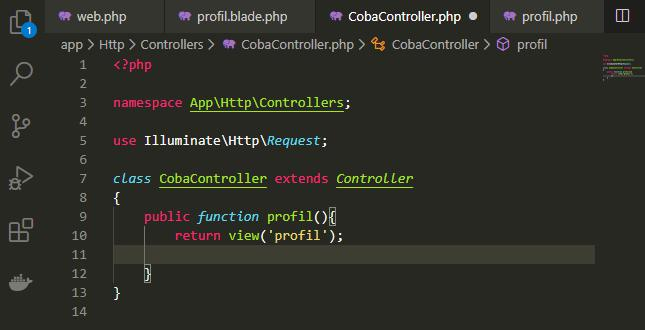 web.php profil.blade.php CobaController.php profil.php
1
app > Http > Controllers > CobaController.php > CobaController > profil
1 <?php
2
3 namespace App\Http\Controllers;
4
5 use Illuminate\Http\Request;
6
7 class CobaController extends Controller
8 {
9 public function profil(){
10 return view('profil');
11
12 }
13 }
14